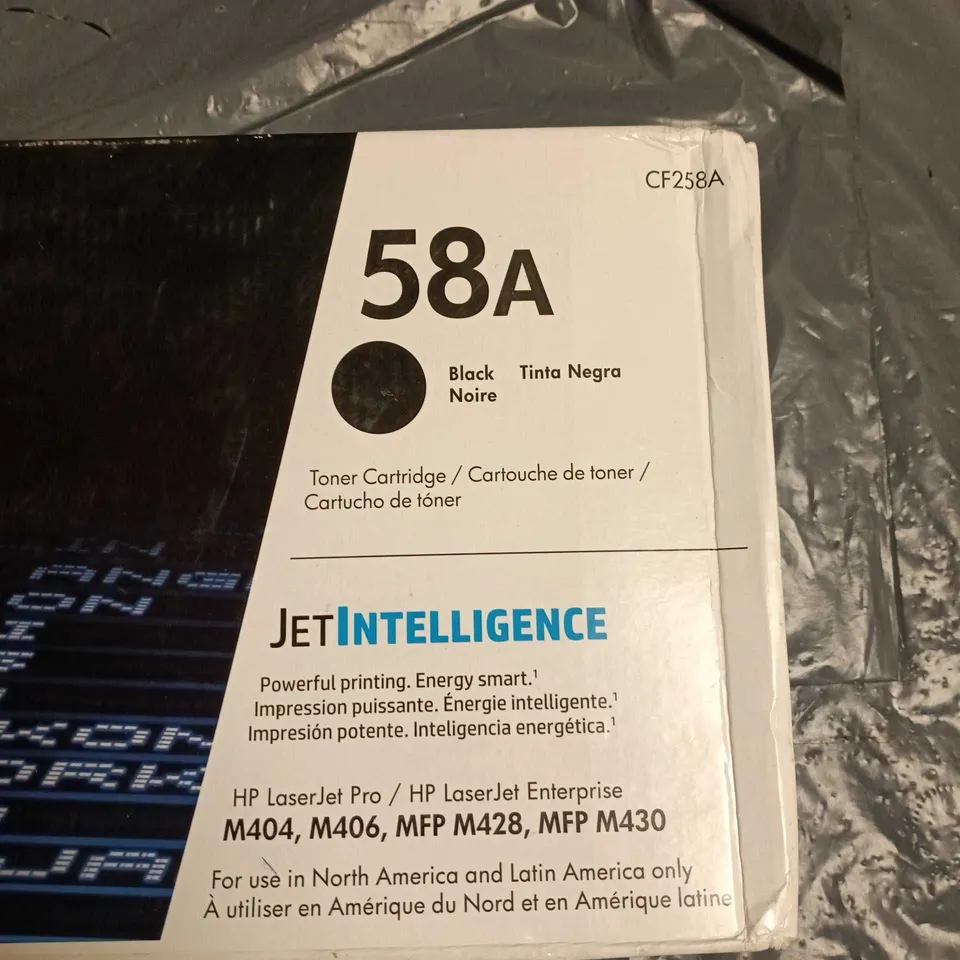 CF258A
58A
Black Tinta Negra
Noire
Toner Cartridge / Cartouche de toner /
Cartucho de tóner
JETINTELLIGENCE
Powerful printing. Energy smart.¹
Impression puissante. Énergie intelligente.¹
Impresión potente. Inteligencia energética.¹
HP LaserJet Pro / HP LaserJet Enterprise
M404, M406, MFP M428, MFP M430
For use in North America and Latin America only
À utiliser en Amérique du Nord et en Amérique latine